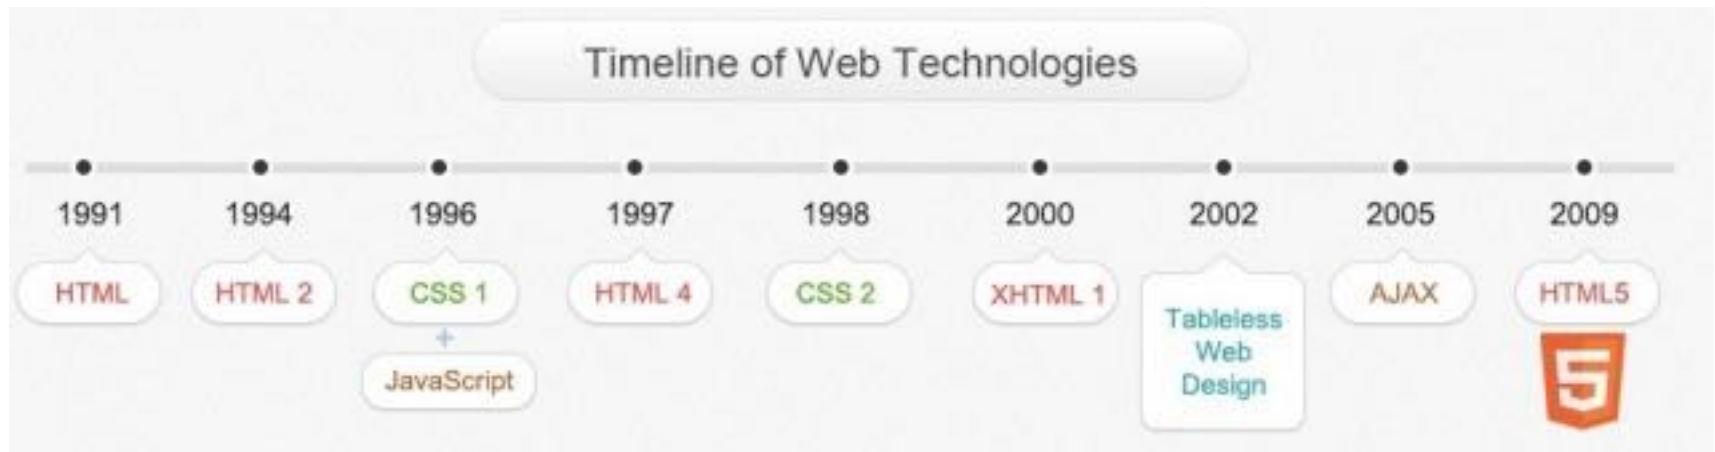 Timeline of Web Technologies
1991 1994 1996 1997 1998 2000 2002 2005 2009
HTML HTML 2 CSS 1 HTML 4 CSS 2 XHTML 1 AJAX HTML5
+
JavaScript
Tableless
Web
Design
5